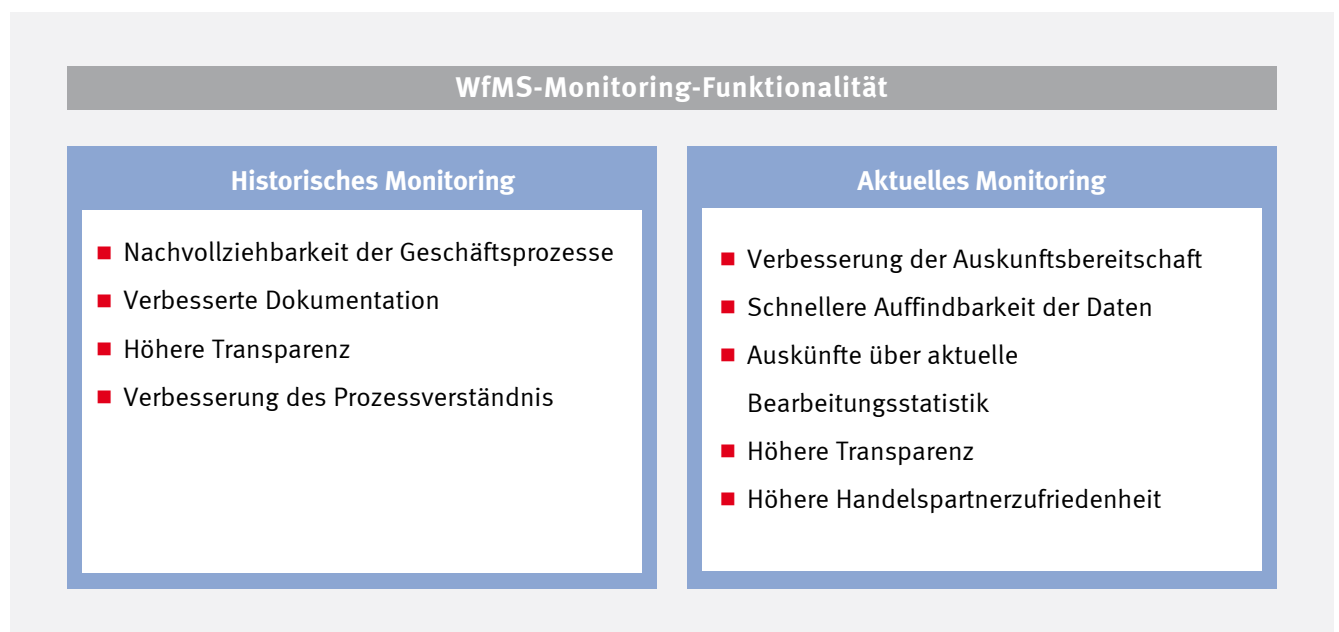 WfMS-Monitoring-Funktionalität
Historisches Monitoring
Nachvollziehbarkeit der Geschäftsprozesse
Verbesserte Dokumentation
Höhere Transparenz
Verbesserung des Prozessverständnis
Aktuelles Monitoring
Verbesserung der Auskunftsbereitschaft
Schnellere Auffindbarkeit der Daten
Auskünfte über aktuelle
Bearbeitungsstatistik
Höhere Transparenz
Höhere Handelspartnerzufriedenheit